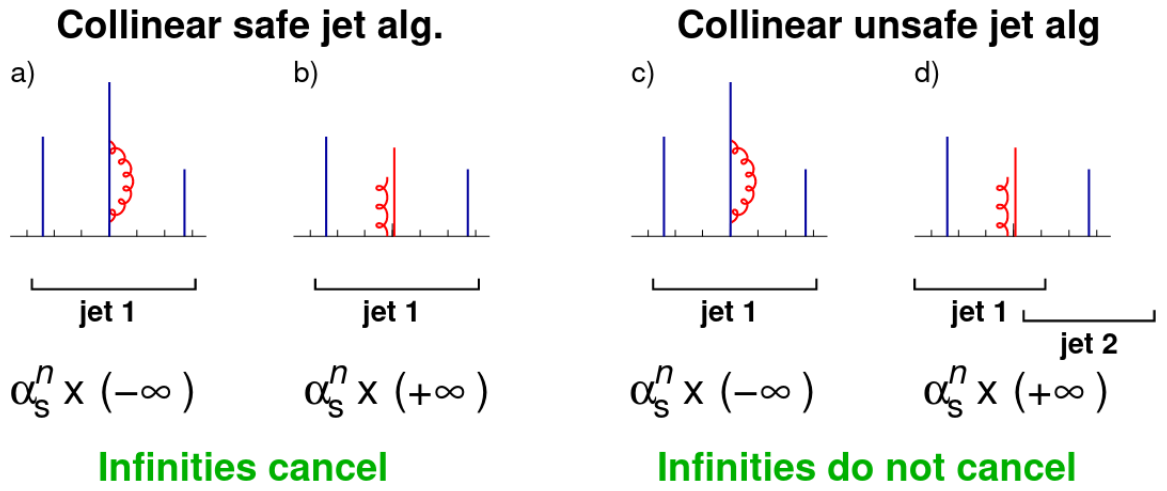 Collinear safe jet alg.
Collinear unsafe jet alg
a)
b)
c)
d)
jet 1
jet 1
jet 1
jet 1
jet 2
αₛⁿ x (−∞)
αₛⁿ x (+∞)
αₛⁿ x (−∞)
αₛⁿ x (+∞)
Infinities cancel
Infinities do not cancel